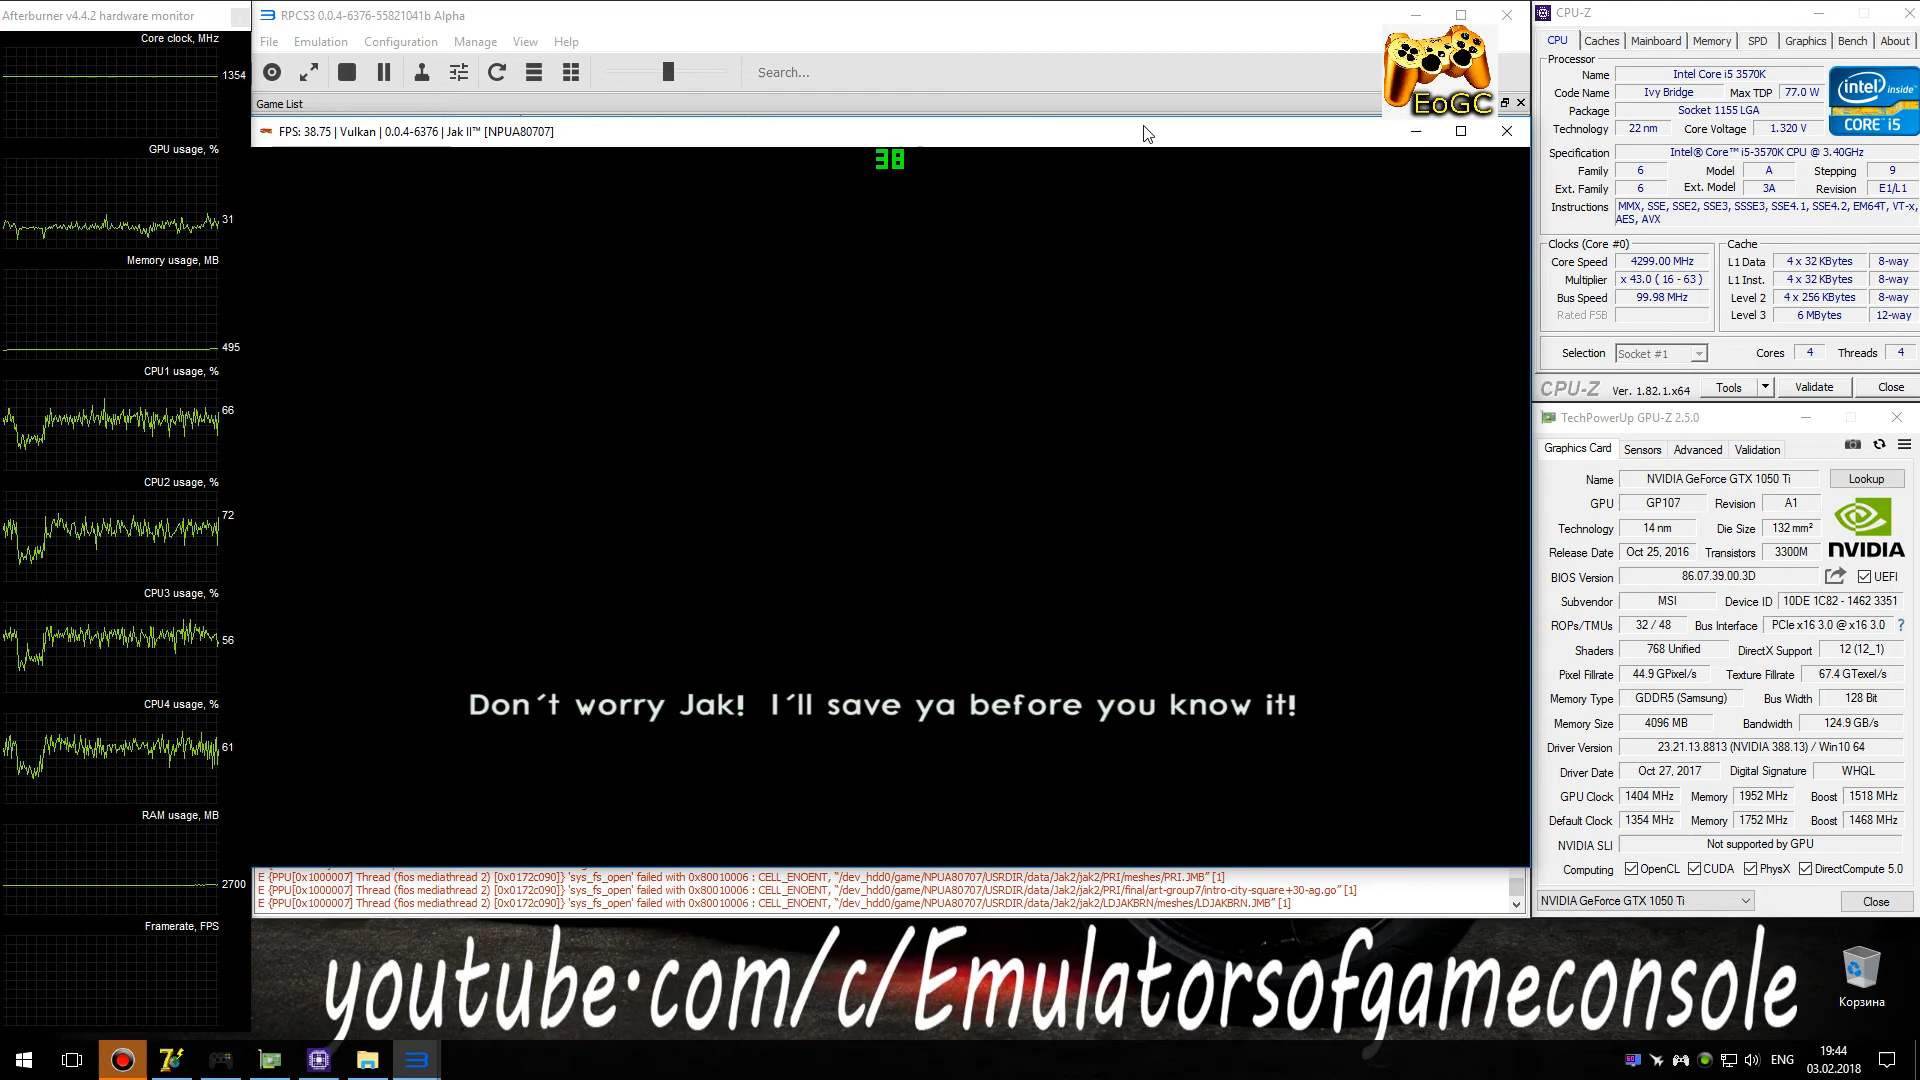 Afterburner v4.4.2 hardware monitor
Core clock, MHz
1354
GPU usage, %
31
Memory usage, MB
495
CPU1 usage, %
66
CPU2 usage, %
72
CPU3 usage, %
56
CPU4 usage, %
61
RAM usage, MB
2700
Framerate, FPS
RPCS3 0.0.4-6376-55821041b Alpha
File Emulation Configuration Manage View Help
Search...
EoGC
Game List
FPS: 38.75 | Vulkan | 0.0.4-6376 | Jak II™ [NPUA80707]
38
Don´t worry Jak! I´ll save ya before you know it!
E {PPU[0x1000007] Thread (fios mediathread 2) [0x0172c090]} 'sys_fs_open' failed with 0x80010006 : CELL_ENOENT, “/dev_hdd0/game/NPUA80707/USRDIR/data/Jak2/jak2/PRI/meshes/PRI.JMB” [1]
E {PPU[0x1000007] Thread (fios mediathread 2) [0x0172c090]} 'sys_fs_open' failed with 0x80010006 : CELL_ENOENT, “/dev_hdd0/game/NPUA80707/USRDIR/data/Jak2/jak2/PRI/final/art-group7/intro-city-square+30-ag.go” [1]
E {PPU[0x1000007] Thread (fios mediathread 2) [0x0172c090]} 'sys_fs_open' failed with 0x80010006 : CELL_ENOENT, “/dev_hdd0/game/NPUA80707/USRDIR/data/Jak2/jak2/LDJAKBRN/meshes/LDJAKBRN.JMB” [1]
CPU-Z
CPU Caches Mainboard Memory SPD Graphics Bench About
Processor
Name Intel Core i5 3570K
Code Name Ivy Bridge Max TDP 77.0 W
Package Socket 1155 LGA
Technology 22 nm Core Voltage 1.320 V
intel inside™
CORE i5
Specification Intel® Core™ i5-3570K CPU @ 3.40GHz
Family 6 Model A Stepping 9
Ext. Family 6 Ext. Model 3A Revision E1/L1
Instructions MMX, SSE, SSE2, SSE3, SSSE3, SSE4.1, SSE4.2, EM64T, VT-x,
AES, AVX
Clocks (Core #0)
Core Speed 4299.00 MHz
Multiplier x 43.0 ( 16 - 63 )
Bus Speed 99.98 MHz
Rated FSB
Cache
L1 Data 4 x 32 KBytes 8-way
L1 Inst. 4 x 32 KBytes 8-way
Level 2 4 x 256 KBytes 8-way
Level 3 6 MBytes 12-way
Selection Socket #1 Cores 4 Threads 4
CPU-Z Ver. 1.82.1.x64 Tools Validate Close
TechPowerUp GPU-Z 2.5.0
Graphics Card Sensors Advanced Validation
Name NVIDIA GeForce GTX 1050 Ti Lookup
GPU GP107 Revision A1
Technology 14 nm Die Size 132 mm²
Release Date Oct 25, 2016 Transistors 3300M
NVIDIA
BIOS Version 86.07.39.00.3D UEFI
Subvendor MSI Device ID 10DE 1C82 - 1462 3351
ROPs/TMUs 32 / 48 Bus Interface PCIe x16 3.0 @ x16 3.0 ?
Shaders 768 Unified DirectX Support 12 (12_1)
Pixel Fillrate 44.9 GPixel/s Texture Fillrate 67.4 GTexel/s
Memory Type GDDR5 (Samsung) Bus Width 128 Bit
Memory Size 4096 MB Bandwidth 124.9 GB/s
Driver Version 23.21.13.8813 (NVIDIA 388.13) / Win10 64
Driver Date Oct 27, 2017 Digital Signature WHQL
GPU Clock 1404 MHz Memory 1952 MHz Boost 1518 MHz
Default Clock 1354 MHz Memory 1752 MHz Boost 1468 MHz
NVIDIA SLI Not supported by GPU
Computing OpenCL CUDA PhysX DirectCompute 5.0
NVIDIA GeForce GTX 1050 Ti Close
youtube.com/c/Emulatorsofgameconsole
Корзина
ENG
19:44
03.02.2018